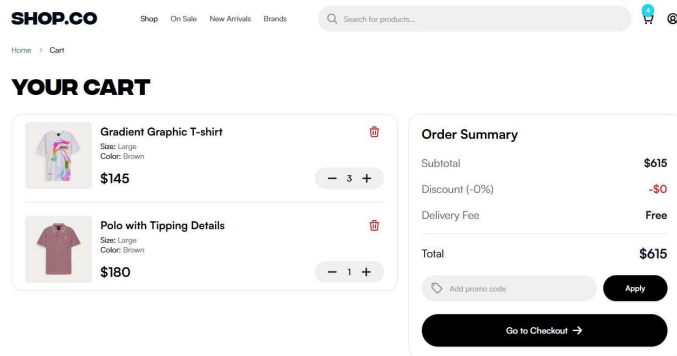 SHOP.CO
Shop On Sale New Arrivals Brands
Search for products...
4
Home > Cart
YOUR CART
Gradient Graphic T-shirt
Size: Large
Color: Brown
$145
− 3 +
Polo with Tipping Details
Size: Large
Color: Brown
$180
− 1 +
Order Summary
Subtotal $615
Discount (-0%) -$0
Delivery Fee Free
Total $615
Add promo code Apply
Go to Checkout →